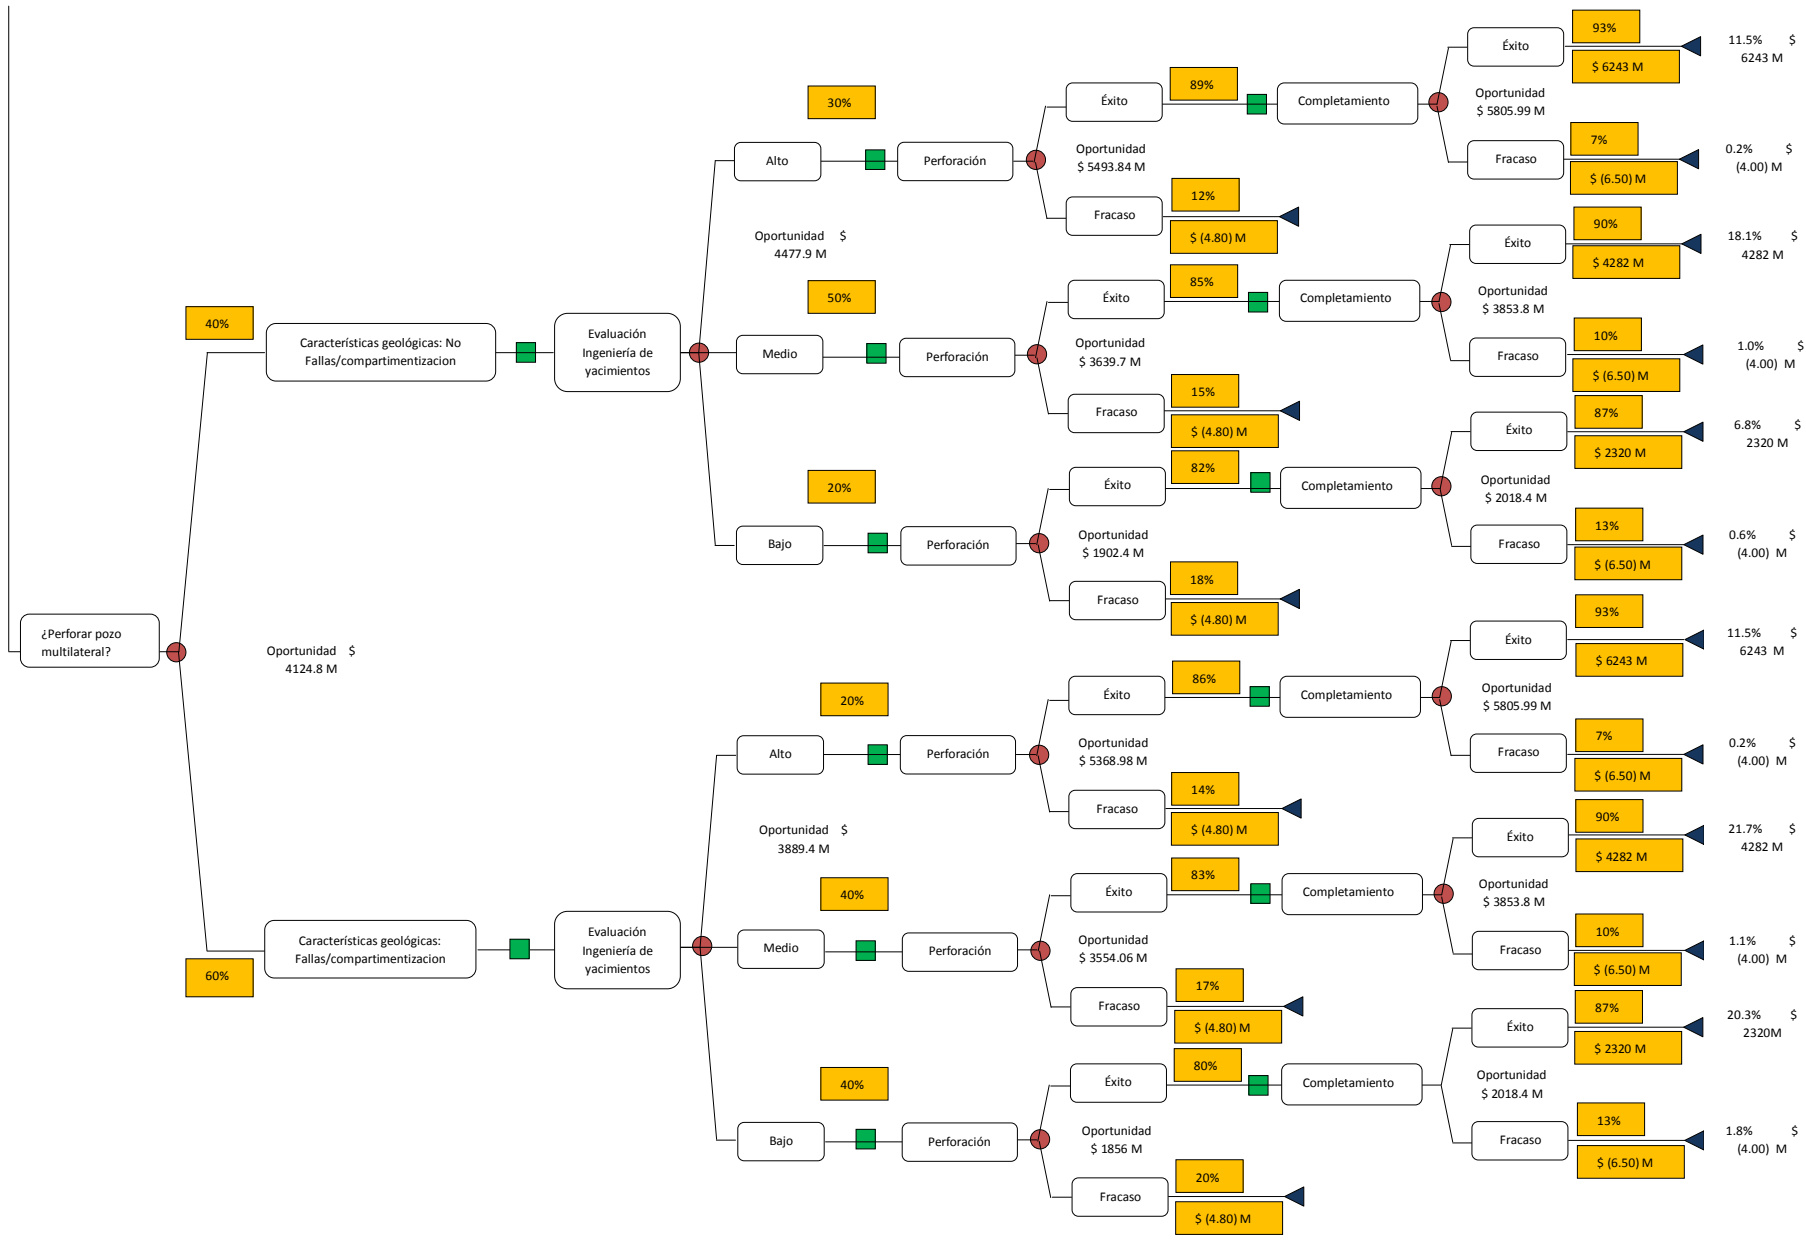 93%
Éxito
$ 6243 M
11.5% $
6243 M
30%
89%
Éxito
Completamiento
Oportunidad
$ 5805.99 M
7%
Fracaso
$ (6.50) M
0.2% $
(4.00) M
Alto
Perforación
Oportunidad
$ 5493.84 M
12%
Fracaso
$ (4.80) M
90%
Éxito
$ 4282 M
18.1% $
4282 M
Oportunidad $
4477.9 M
50%
85%
Éxito
Completamiento
Oportunidad
$ 3853.8 M
10%
Fracaso
$ (6.50) M
1.0% $
(4.00) M
40%
Características geológicas: No
Fallas/compartimentizacion
Evaluación
Ingeniería de
yacimientos
Medio
Perforación
Oportunidad
$ 3639.7 M
15%
Fracaso
$ (4.80) M
87%
Éxito
$ 2320 M
6.8% $
2320 M
20%
82%
Éxito
Completamiento
Oportunidad
$ 2018.4 M
13%
Fracaso
$ (6.50) M
0.6% $
(4.00) M
Bajo
Perforación
Oportunidad
$ 1902.4 M
18%
Fracaso
$ (4.80) M
¿Perforar pozo
multilateral?
Oportunidad $
4124.8 M
93%
Éxito
$ 6243 M
11.5% $
6243 M
20%
86%
Éxito
Completamiento
Oportunidad
$ 5805.99 M
7%
Fracaso
$ (6.50) M
0.2% $
(4.00) M
Alto
Perforación
Oportunidad
$ 5368.98 M
14%
Fracaso
$ (4.80) M
90%
Éxito
$ 4282 M
21.7% $
4282 M
Oportunidad $
3889.4 M
40%
83%
Éxito
Completamiento
Oportunidad
$ 3853.8 M
10%
Fracaso
$ (6.50) M
1.1% $
(4.00) M
60%
Características geológicas:
Fallas/compartimentizacion
Evaluación
Ingeniería de
yacimientos
Medio
Perforación
Oportunidad
$ 3554.06 M
17%
Fracaso
$ (4.80) M
87%
Éxito
$ 2320 M
20.3% $
2320M
40%
80%
Éxito
Completamiento
Oportunidad
$ 2018.4 M
13%
Fracaso
$ (6.50) M
1.8% $
(4.00) M
Bajo
Perforación
Oportunidad
$ 1856 M
20%
Fracaso
$ (4.80) M